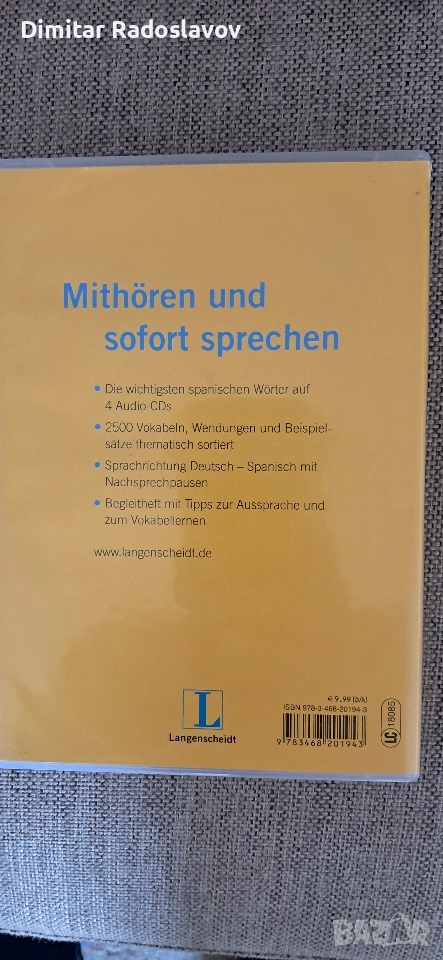 Dimitar Radoslavov
Mithören und
sofort sprechen
• Die wichtigsten spanischen Wörter auf
4 Audio-CDs
• 2500 Vokabeln, Wendungen und Beispiel-
sätze thematisch sortiert
• Sprachrichtung Deutsch – Spanisch mit
Nachsprechpausen
• Begleitheft mit Tipps zur Aussprache und
zum Vokabellernen
www.langenscheidt.de
L
Langenscheidt
€ 9,99 (D/A)
ISBN 978-3-468-20194-3
9 783468 201943
LC 18085
BAZAR